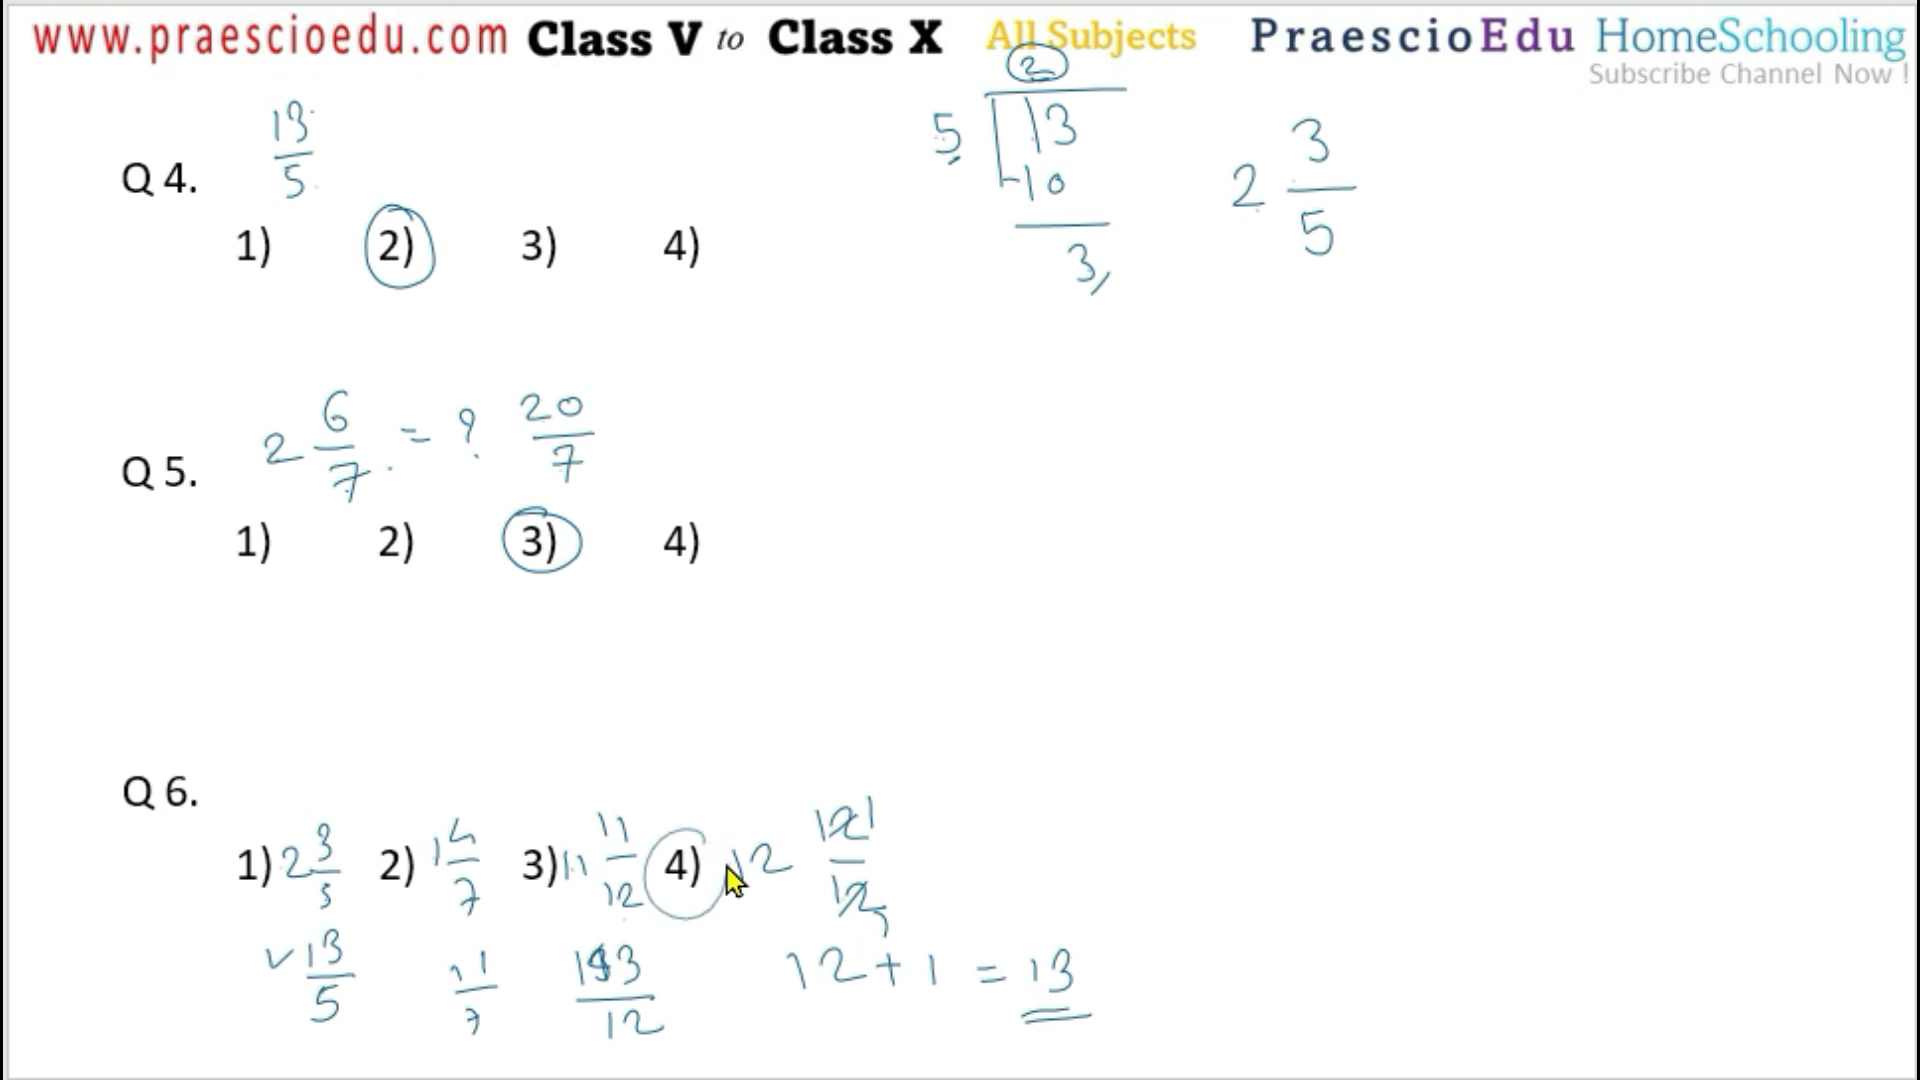 www.praescioedu.com Class V to Class X All Subjects PraescioEdu HomeSchooling
Subscribe Channel Now !
Q 4. 13/5
1) 2) 3) 4)
2
5 13
-10
3,
2 3/5
Q 5. 2 6/7 = ? 20/7
1) 2) 3) 4)
Q 6.
1) 2 3/5 2) 1 4/7 3) 11 11/12 4) 12 12/12 1
13/5 11/7 143/12 12 + 1 = 13